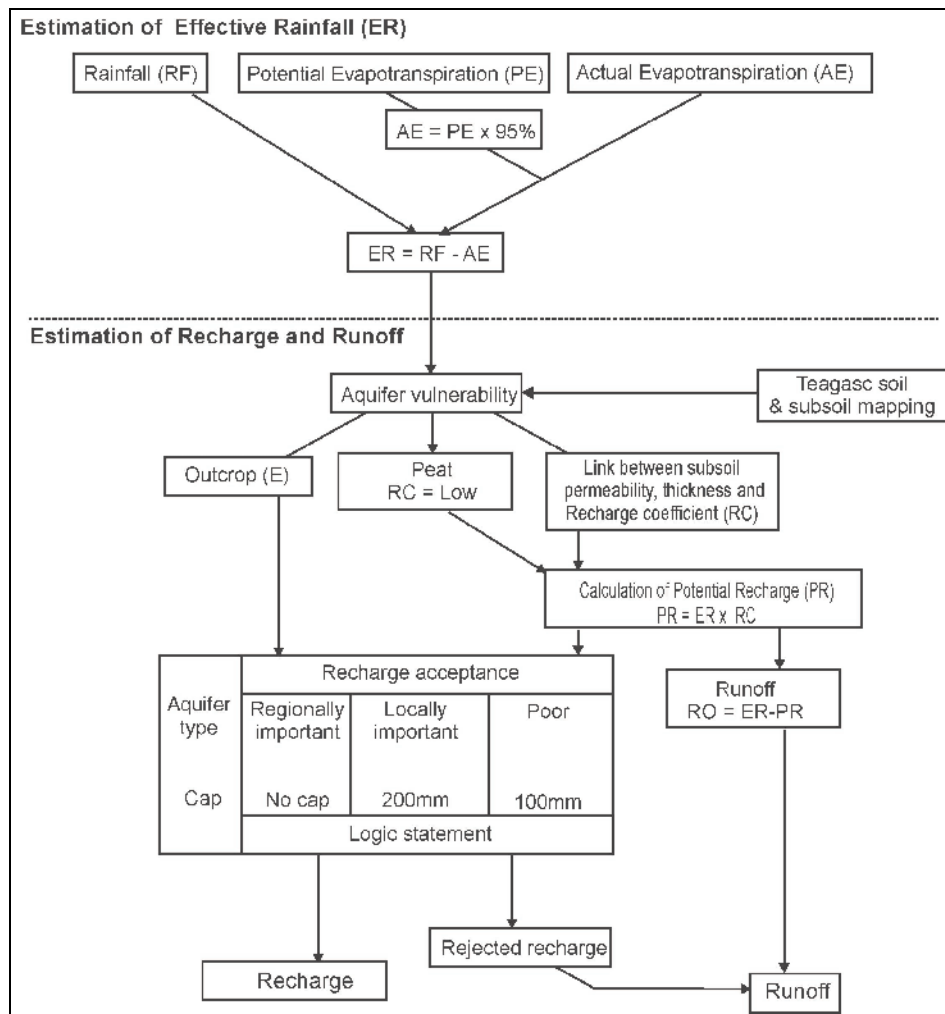 Estimation of Effective Rainfall (ER)
Rainfall (RF)
Potential Evapotranspiration (PE)
Actual Evapotranspiration (AE)
AE = PE x 95%
ER = RF - AE
Estimation of Recharge and Runoff
Aquifer vulnerability
Teagasc soil
& subsoil mapping
Outcrop (E)
Peat
RC = Low
Link between subsoil
permeability, thickness and
Recharge coefficient (RC)
Calculation of Potential Recharge (PR)
PR = ER x RC
Recharge acceptance
Aquifer
type
Regionally
important
Locally
important
Poor
Runoff
RO = ER-PR
Cap
No cap
200mm
100mm
Logic statement
Rejected recharge
Recharge
Runoff